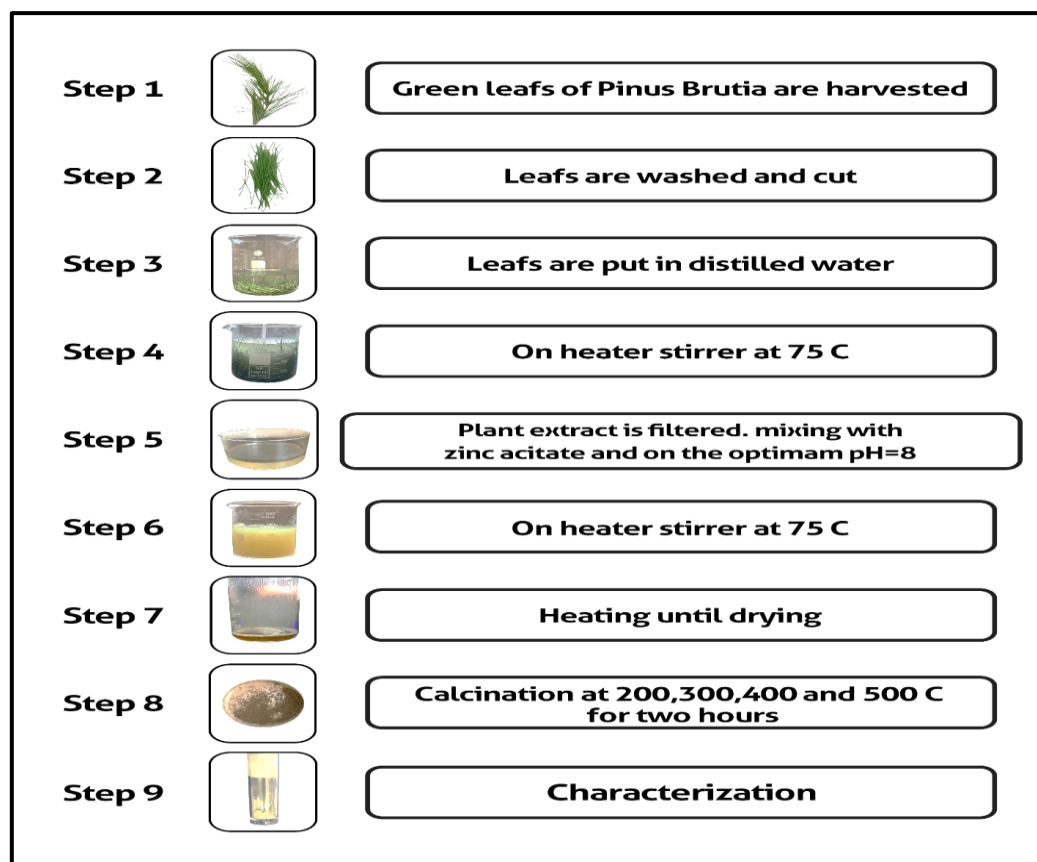 Step 1
Green leafs of Pinus Brutia are harvested
Step 2
Leafs are washed and cut
Step 3
Leafs are put in distilled water
Step 4
On heater stirrer at 75 C
Step 5
Plant extract is filtered. mixing with
zinc acitate and on the optimam pH=8
Step 6
On heater stirrer at 75 C
Step 7
Heating until drying
Step 8
Calcination at 200,300,400 and 500 C
for two hours
Step 9
Characterization